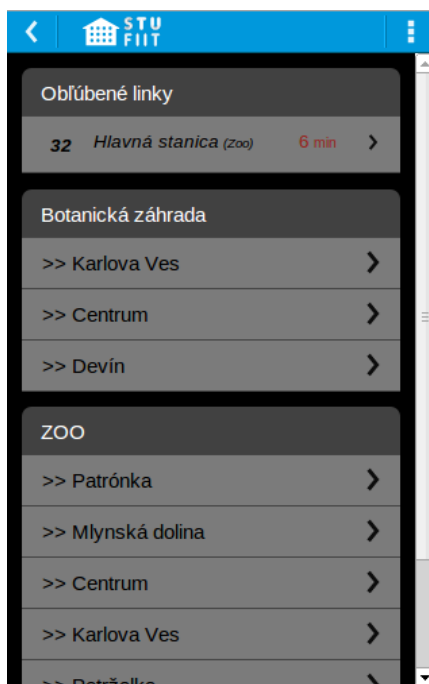 STU
FIIT
Obľúbené linky
32 Hlavná stanica (Zoo) 6 min
Botanická záhrada
>> Karlova Ves
>> Centrum
>> Devín
ZOO
>> Patrónka
>> Mlynská dolina
>> Centrum
>> Karlova Ves
>> Petržalka